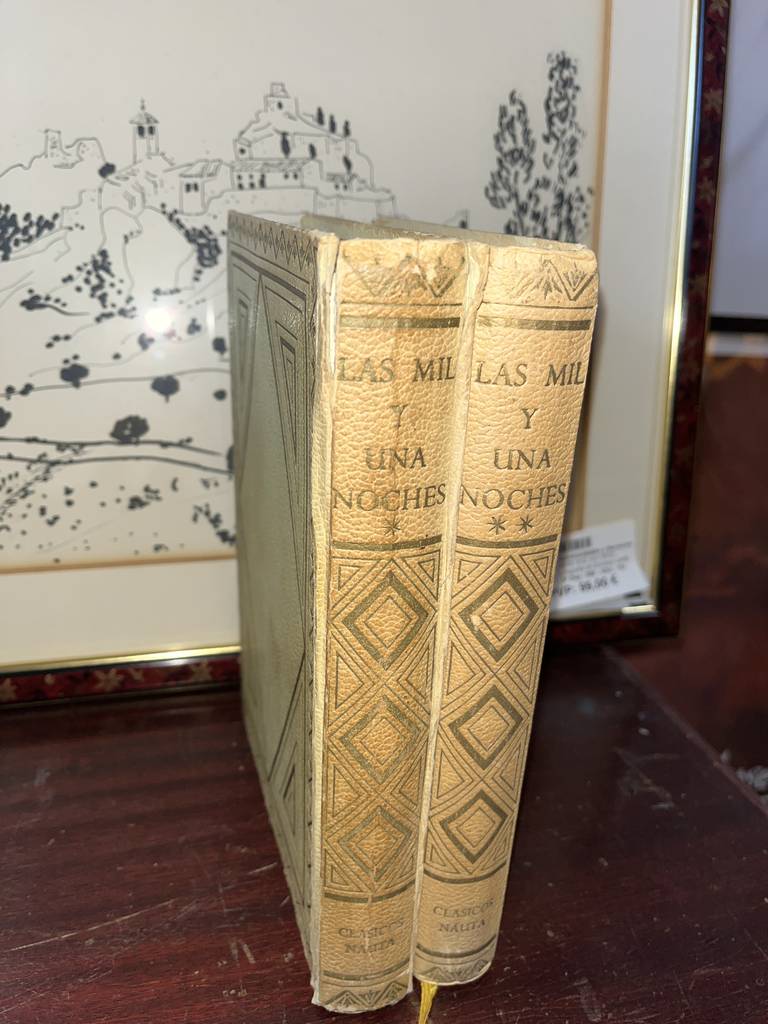 LAS MIL
Y
UNA
NOCHES
*
CLASICOS
NAUTA
LAS MIL
Y
UNA
NOCHES
* *
CLASICOS
NAUTA